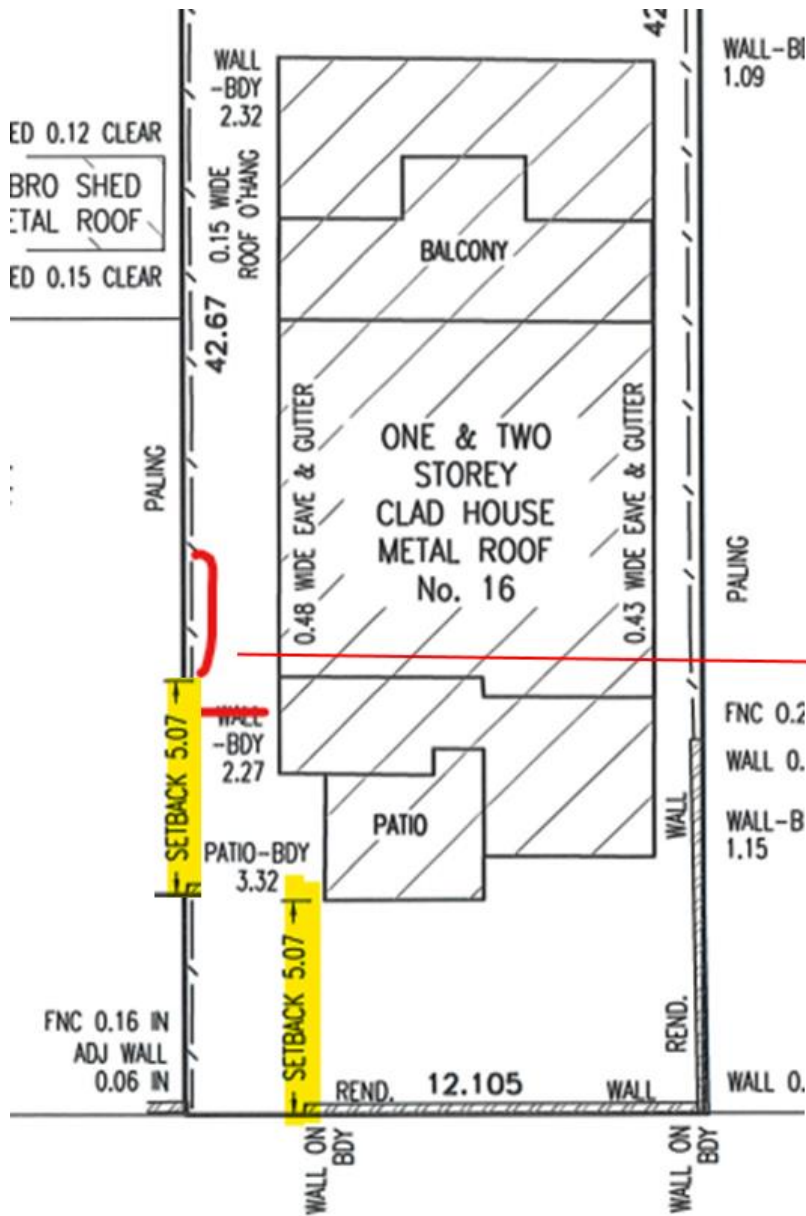 42
WALL
-BDY
2.32
WALL-B
1.09
ED 0.12 CLEAR
BRO SHED
ETAL ROOF
ED 0.15 CLEAR
0.15 WIDE
ROOF O'HANG
BALCONY
42.67
PALING
0.48 WIDE EAVE & GUTTER
ONE & TWO
STOREY
CLAD HOUSE
METAL ROOF
No. 16
0.43 WIDE EAVE & GUTTER
PALING
SETBACK 5.07
WALL
-BDY
2.27
FNC 0.2
WALL 0.
WALL
WALL-B
1.15
PATIO
PATIO-BDY
3.32
SETBACK 5.07
FNC 0.16 IN
ADJ WALL
0.06 IN
REND.
REND.
12.105
WALL
WALL 0.
WALL ON
BDY
WALL ON
BDY